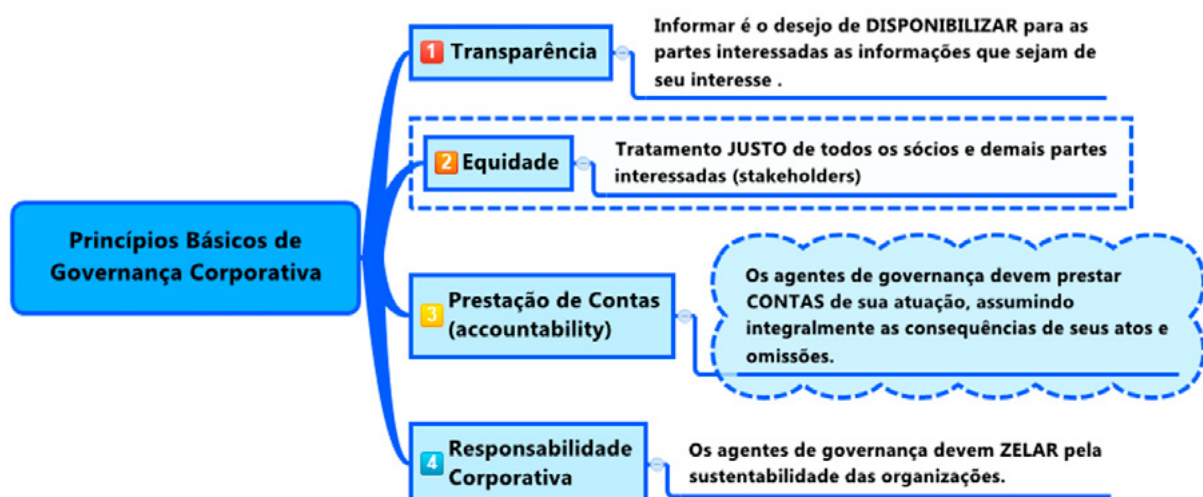 Princípios Básicos de
Governança Corporativa
1 Transparência
Informar é o desejo de DISPONIBILIZAR para as
partes interessadas as informações que sejam de
seu interesse .
2 Equidade
Tratamento JUSTO de todos os sócios e demais partes
interessadas (stakeholders)
3 Prestação de Contas
(accountability)
Os agentes de governança devem prestar
CONTAS de sua atuação, assumindo
integralmente as consequências de seus atos e
omissões.
4 Responsabilidade
Corporativa
Os agentes de governança devem ZELAR pela
sustentabilidade das organizações.